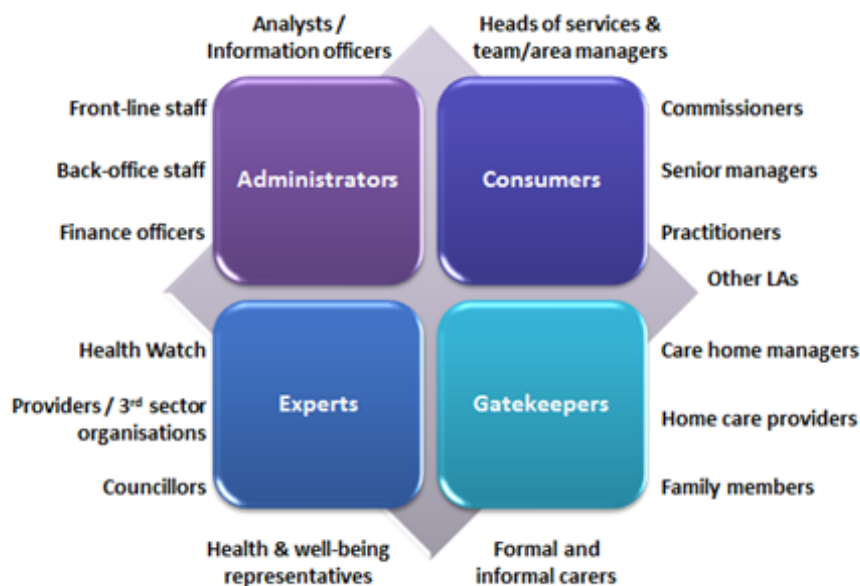 Analysts /
Information officers
Heads of services &
team/area managers
Front-line staff
Commissioners
Back-office staff
Administrators
Consumers
Senior managers
Finance officers
Practitioners
Other LAs
Health Watch
Care home managers
Providers / 3rd sector
organisations
Experts
Gatekeepers
Home care providers
Councillors
Family members
Health & well-being
representatives
Formal and
informal carers